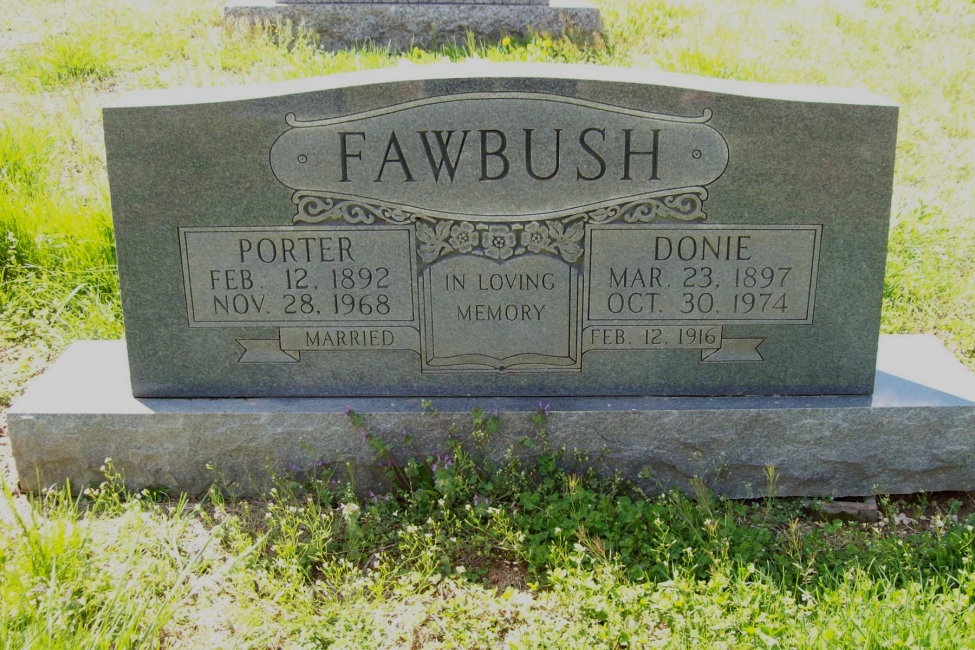 FAWBUSH
PORTER
FEB. 12, 1892
NOV. 28, 1968
IN LOVING
MEMORY
DONIE
MAR. 23, 1897
OCT. 30, 1974
MARRIED
FEB. 12, 1916